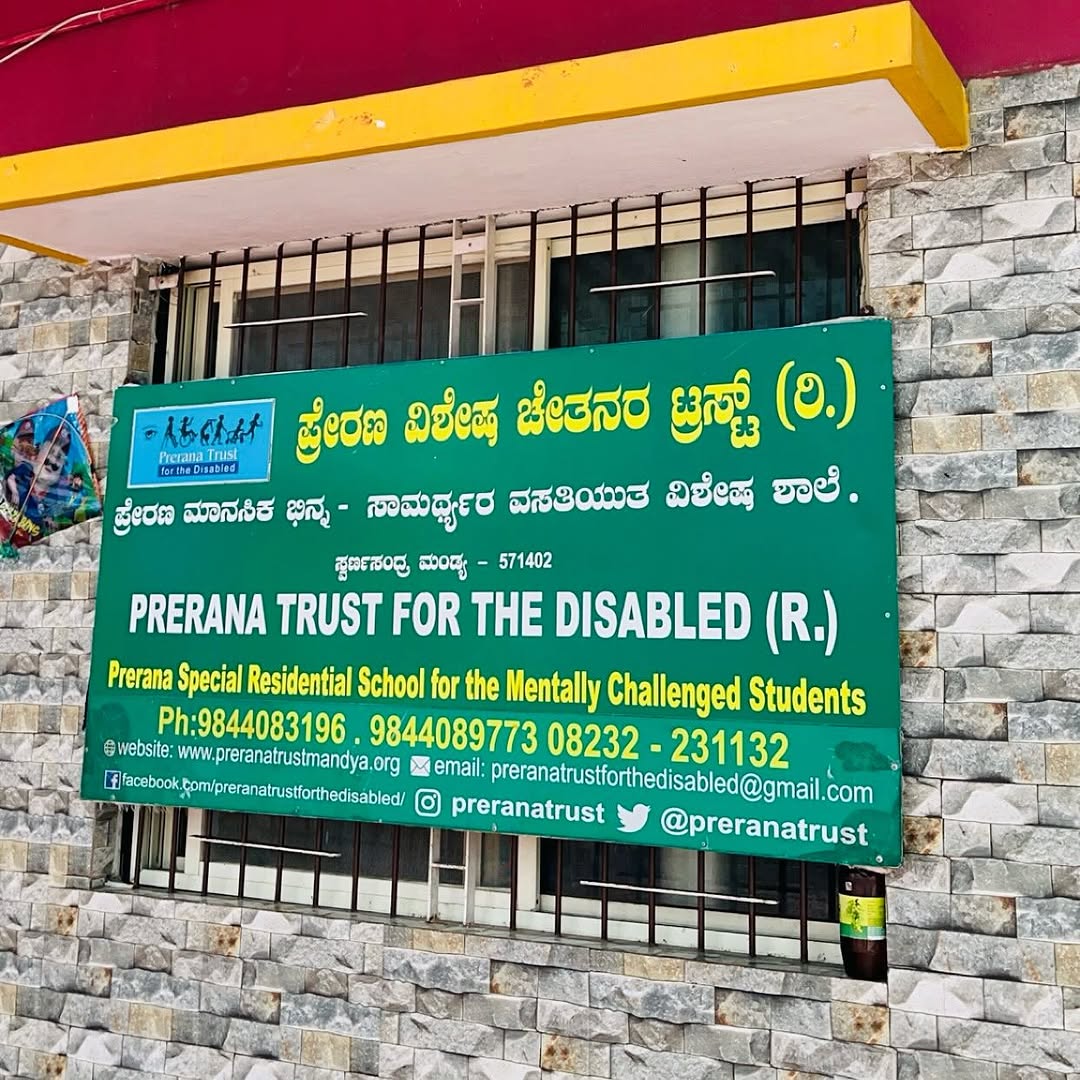 ಪ್ರೇರಣ ವಿಶೇಷ ಚೇತನರ ಟ್ರಸ್ಟ್ (ರಿ.)
Prerana Trust
for the Disabled
ಪ್ರೇರಣ ಮಾನಸಿಕ ಭಿನ್ನ - ಸಾಮರ್ಥ್ಯರ ವಸತಿಯುತ ವಿಶೇಷ ಶಾಲೆ.
ಸ್ವರ್ಣಸಂದ್ರ ಮಂಡ್ಯ - 571402
PRERANA TRUST FOR THE DISABLED (R.)
Prerana Special Residential School for the Mentally Challenged Students
Ph:9844083196 . 9844089773 08232 - 231132
website: www.preranatrustmandya.org email: preranatrustforthedisabled@gmail.com
facebook.com/preranatrustforthedisabled/ preranatrust @preranatrust